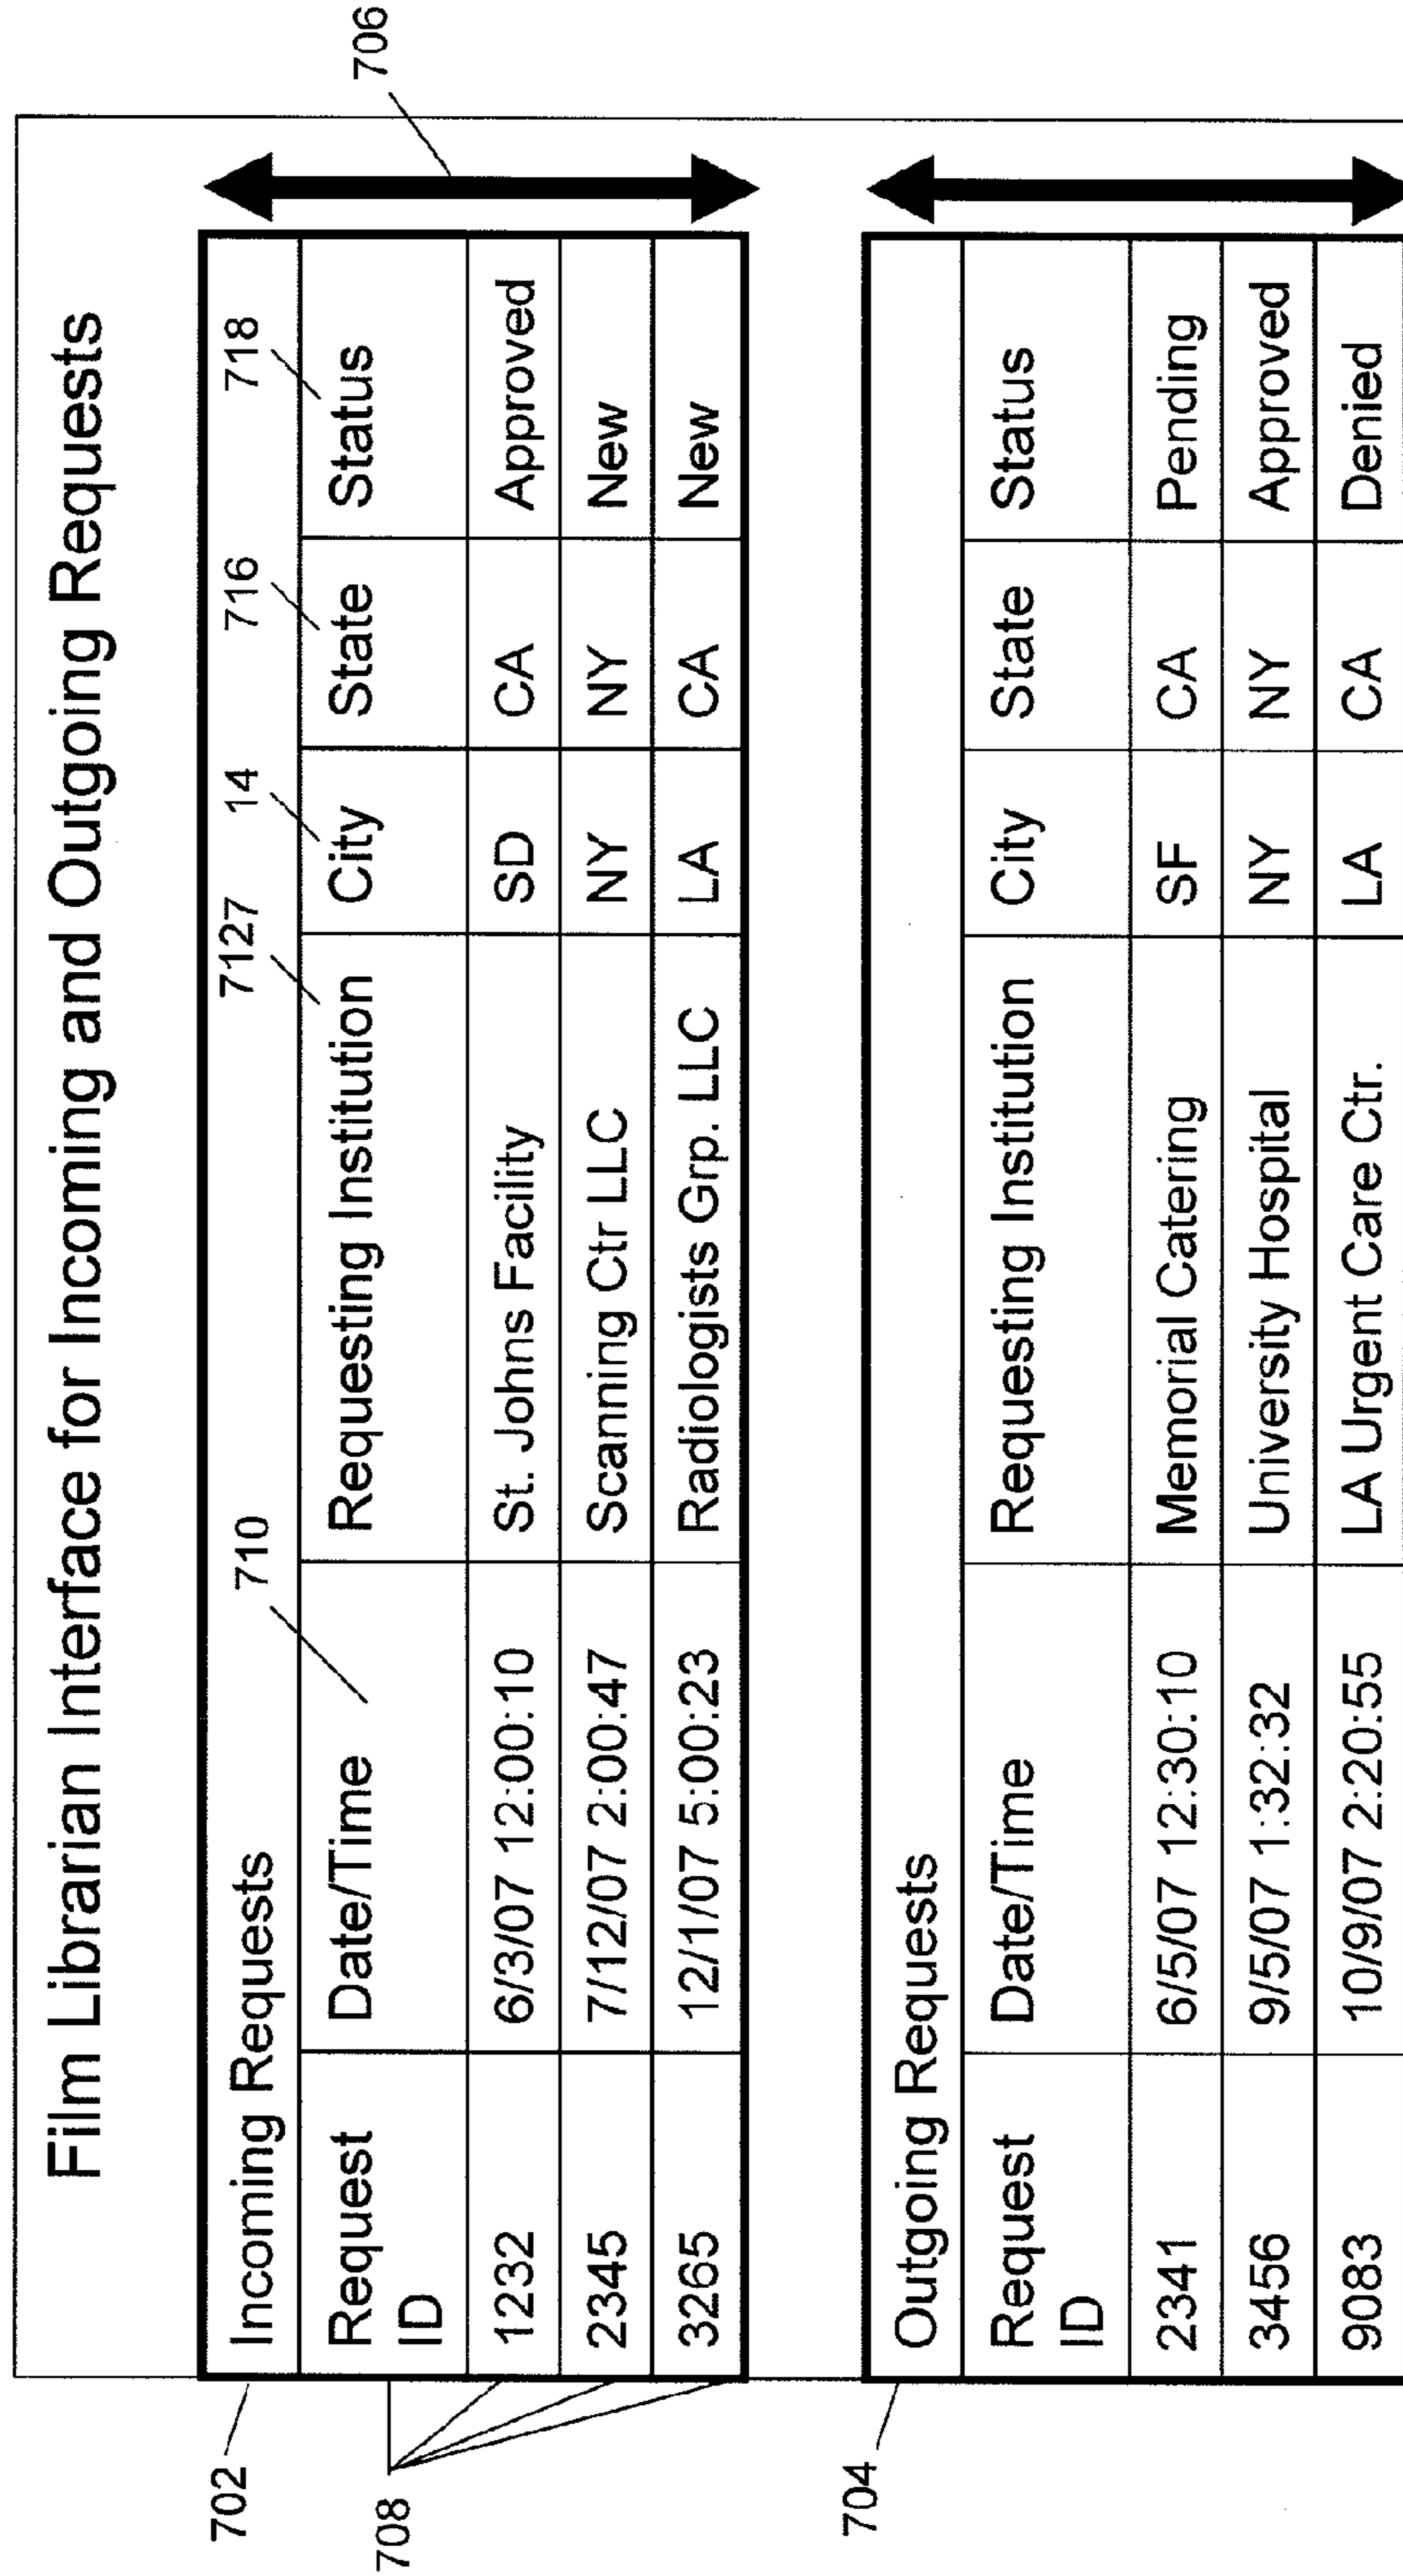 Film Librarian Interface for Incoming and Outgoing Requests
702
Incoming Requests
710
7127
14
716
718
706
Request ID Date/Time Requesting Institution City State Status
708
1232 6/3/07 12:00:10 St. Johns Facility SD CA Approved
2345 7/12/07 2:00:47 Scanning Ctr LLC NY NY New
3265 12/1/07 5:00:23 Radiologists Grp. LLC LA CA New
704
Outgoing Requests
Request ID Date/Time Requesting Institution City State Status
2341 6/5/07 12:30:10 Memorial Catering SF CA Pending
3456 9/5/07 1:32:32 University Hospital NY NY Approved
9083 10/9/07 2:20:55 LA Urgent Care Ctr. LA CA Denied